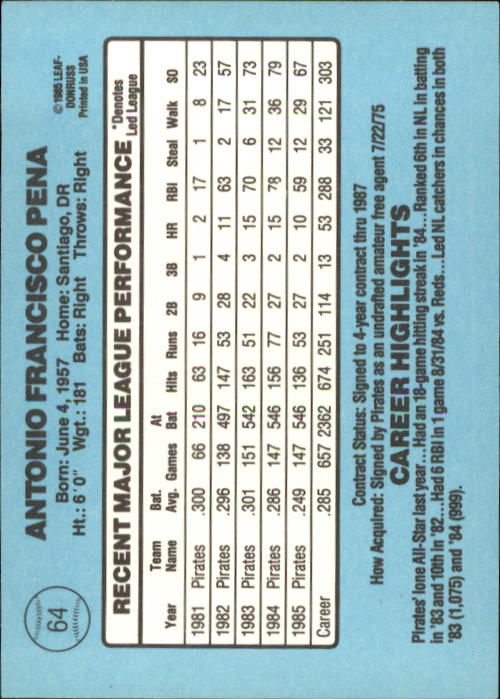 64
ANTONIO FRANCISCO PENA
©1985 LEAF-
DONRUSS
Printed in USA
Born: June 4, 1957 Home: Santiago, DR
Ht.: 6´0˝ Wgt.: 181 Bats: Right Throws: Right
RECENT MAJOR LEAGUE PERFORMANCE *Denotes
Led League
Year Team Name Bat. Avg. Games At Bat Hits Runs 2B 3B HR RBI Steal Walk SO
1981 Pirates .300 66 210 63 16 9 1 2 17 1 8 23
1982 Pirates .296 138 497 147 53 28 4 11 63 2 17 57
1983 Pirates .301 151 542 163 51 22 3 15 70 6 31 73
1984 Pirates .286 147 546 156 77 27 2 15 78 12 36 79
1985 Pirates .249 147 546 136 53 27 2 10 59 12 29 67
Career .285 657 2362 674 251 114 13 53 288 33 121 303
Contract Status: Signed to 4-year contract thru 1987
How Acquired: Signed by Pirates as an undrafted amateur free agent 7/22/75
CAREER HIGHLIGHTS
Pirates' lone All-Star last year...Had an 18-game hitting streak in '84...Ranked 6th in NL in batting
in '83 and 10th in '82...Had 6 RBI in 1 game 8/31/84 vs. Reds...Led NL catchers in chances in both
'83 (1,075) and '84 (999).